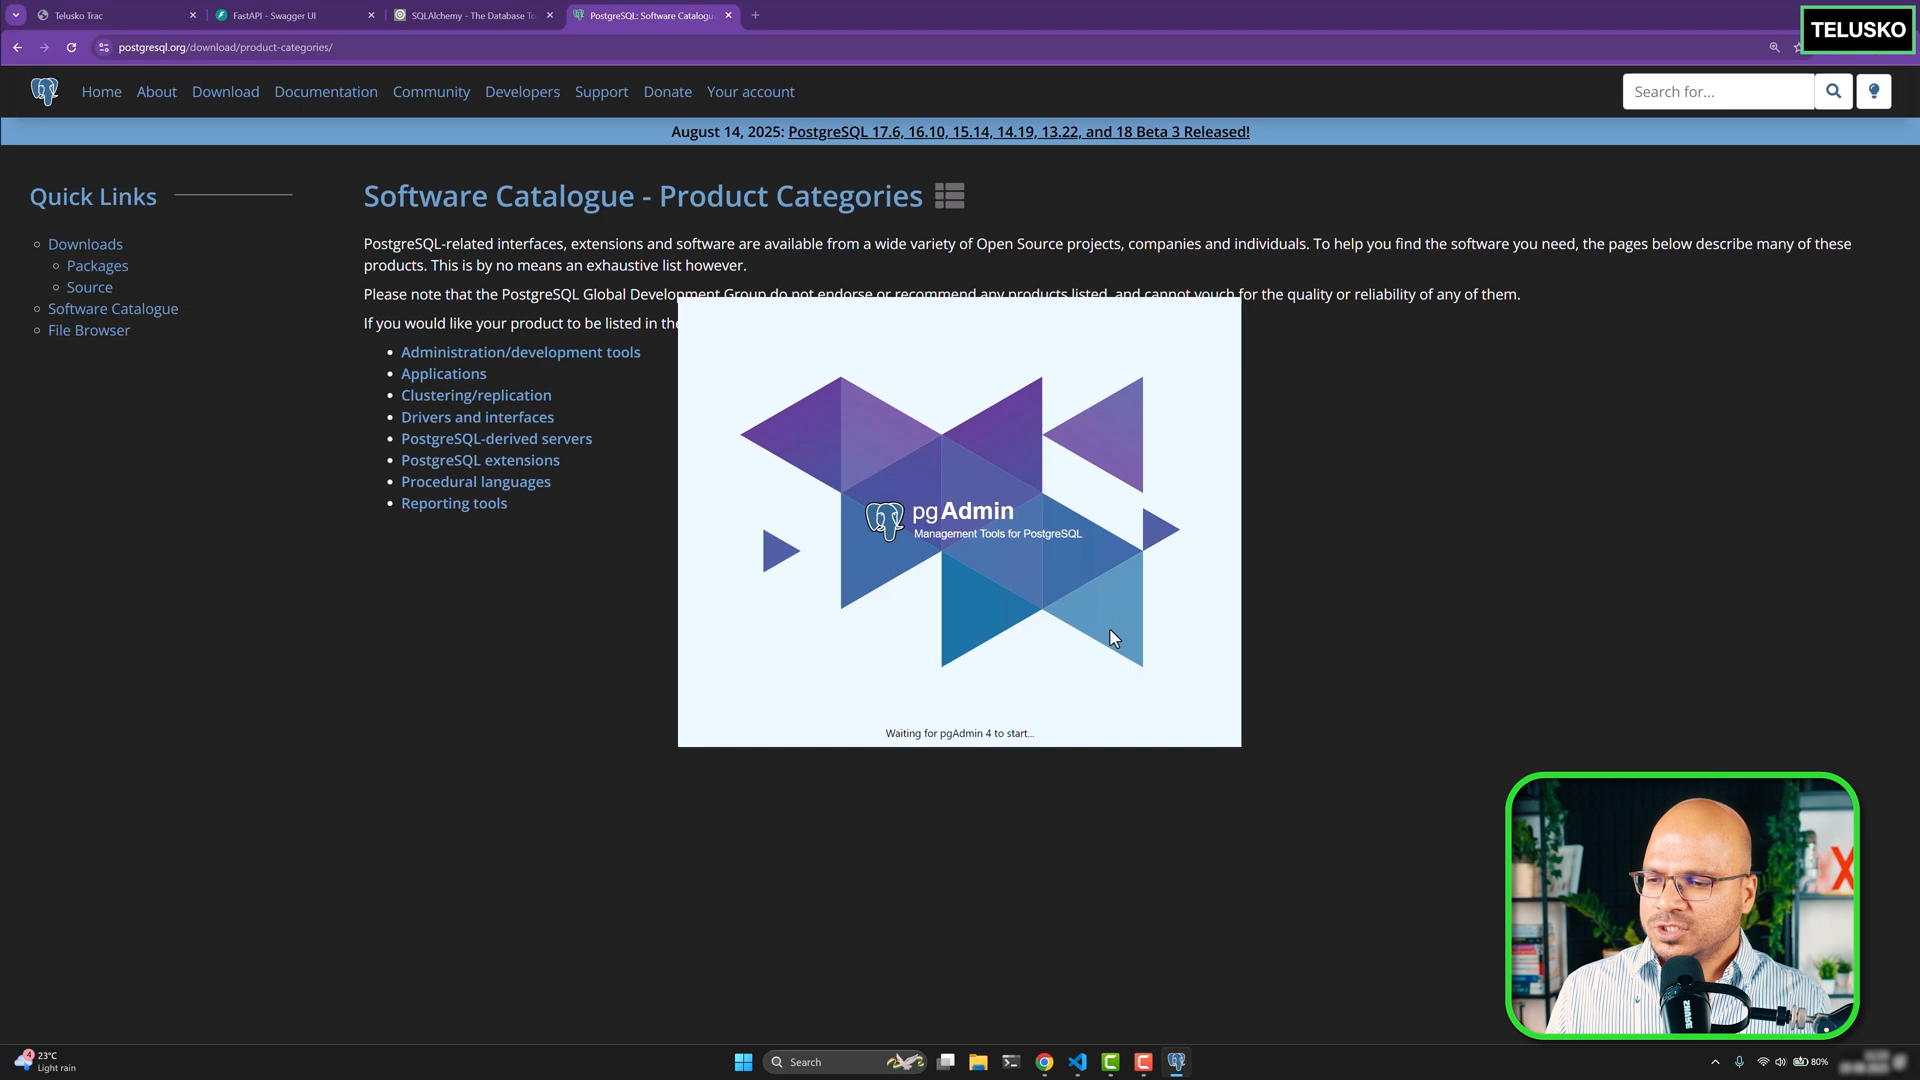 Telusko Trac
FastAPI - Swagger UI
SQLAlchemy - The Database To
PostgreSQL: Software Catalogu
TELUSKO
postgresql.org/download/product-categories/
Home About Download Documentation Community Developers Support Donate Your account
Search for...
August 14, 2025: PostgreSQL 17.6, 16.10, 15.14, 14.19, 13.22, and 18 Beta 3 Released!
Quick Links
Downloads
Packages
Source
Software Catalogue
File Browser
Software Catalogue - Product Categories
PostgreSQL-related interfaces, extensions and software are available from a wide variety of Open Source projects, companies and individuals. To help you find the software you need, the pages below describe many of these
products. This is by no means an exhaustive list however.
Please note that the PostgreSQL Global Development Group do not endorse or recommend any products listed, and cannot vouch for the quality or reliability of any of them.
If you would like your product to be listed in the
Administration/development tools
Applications
Clustering/replication
Drivers and interfaces
PostgreSQL-derived servers
PostgreSQL extensions
Procedural languages
Reporting tools
pgAdmin
Management Tools for PostgreSQL
Waiting for pgAdmin 4 to start...
SHURE
4
23°C
Light rain
Search
80%